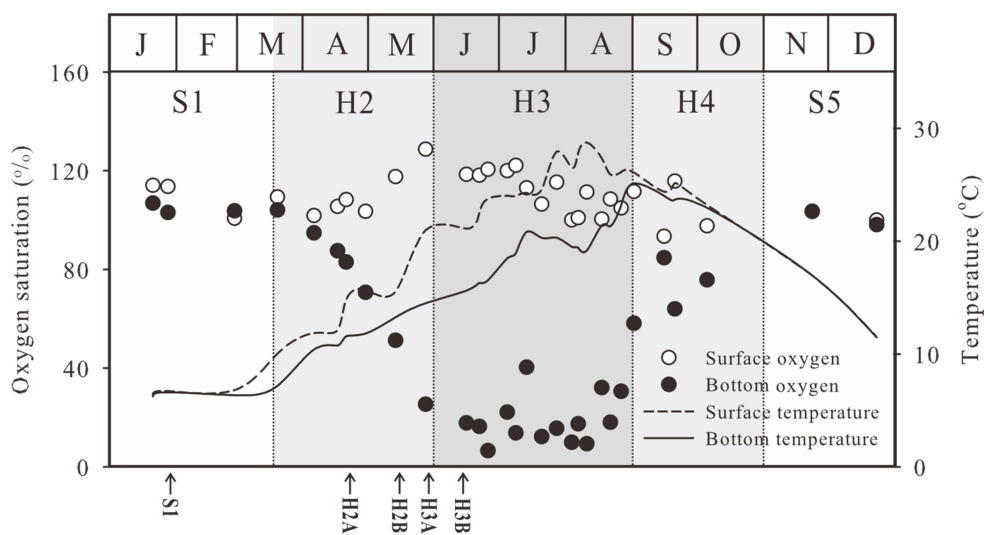 J F M A M J J A S O N D
S1 H2 H3 H4 S5
160
120
80
40
0
Oxygen saturation (%)
30
20
10
0
Temperature (°C)
Surface oxygen
Bottom oxygen
Surface temperature
Bottom temperature
S1
H2A
H2B
H3A
H3B